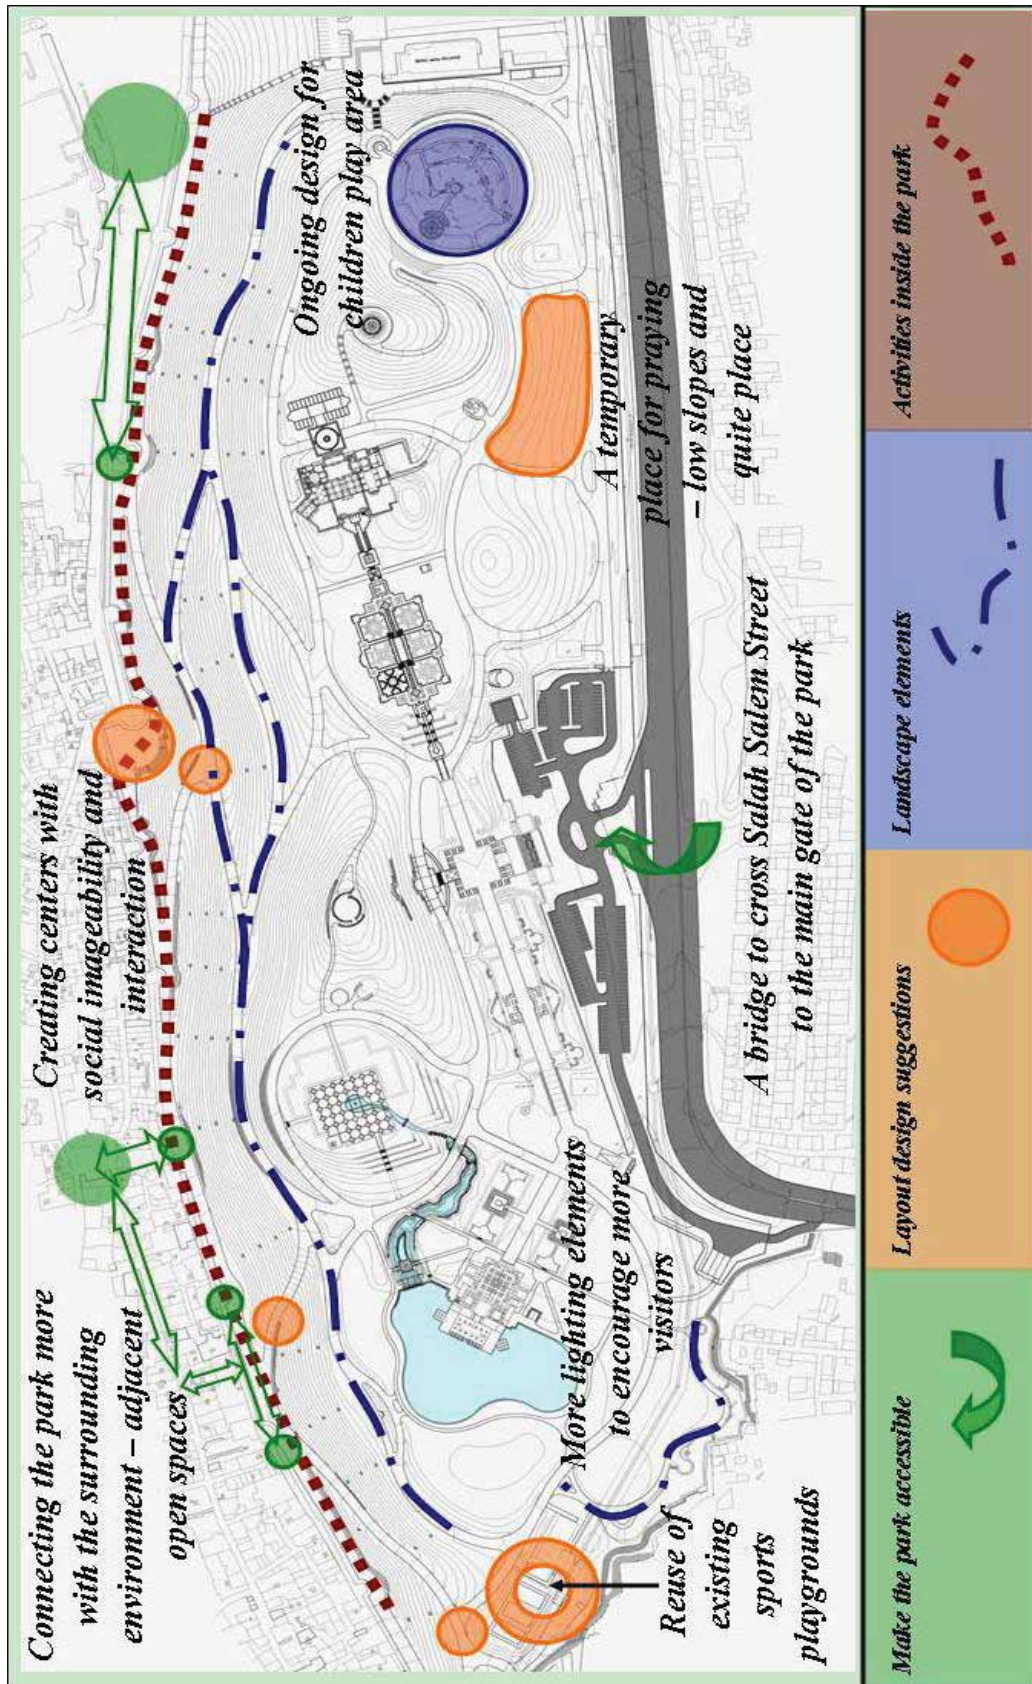 Connecting the park more
with the surrounding
environment – adjacent
open spaces
Creating centers with
social imageability and
interaction
Ongoing design for
children play area
A temporary
place for praying
– low slopes and
quite place
More lighting elements
to encourage more
visitors
A bridge to cross Salah Salem Street
to the main gate of the park
Reuse of
existing
sports
playgrounds
Make the park accessible
Layout design suggestions
Landscape elements
Activities inside the park